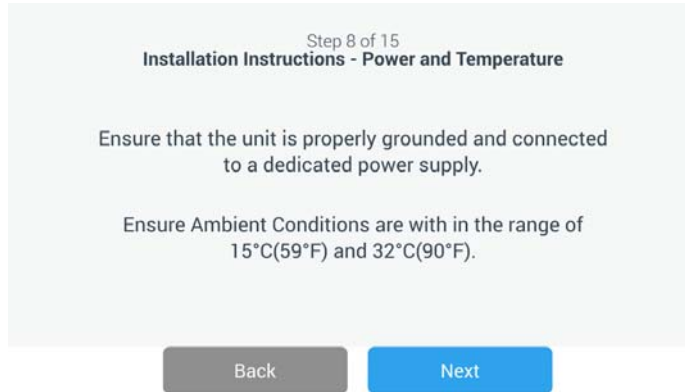 Step 8 of 15
Installation Instructions - Power and Temperature
Ensure that the unit is properly grounded and connected
to a dedicated power supply.
Ensure Ambient Conditions are with in the range of
15°C(59°F) and 32°C(90°F).
Back
Next